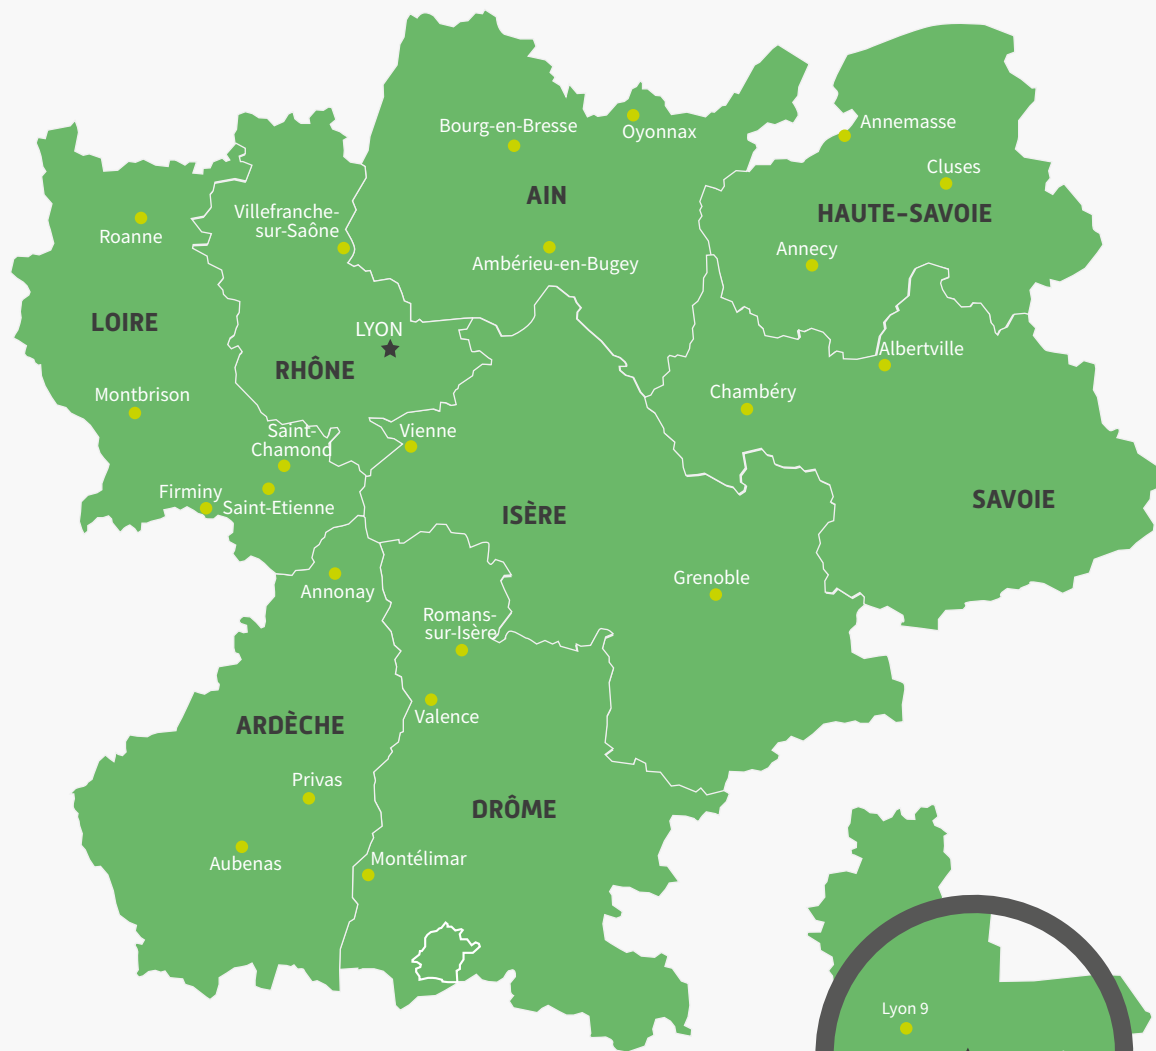 Bourg-en-Bresse
Oyonnax
Annemasse
Cluses
AIN
Villefranche-
sur-Saône
HAUTE-SAVOIE
Roanne
Annecy
Ambérieu-en-Bugey
LOIRE
LYON
Albertville
RHÔNE
Chambéry
Montbrison
Saint-
Chamond
Vienne
Firminy
Saint-Etienne
SAVOIE
ISÈRE
Grenoble
Annonay
Romans-
sur-Isère
Valence
ARDÈCHE
Privas
DRÔME
Montélimar
Aubenas
Lyon 9